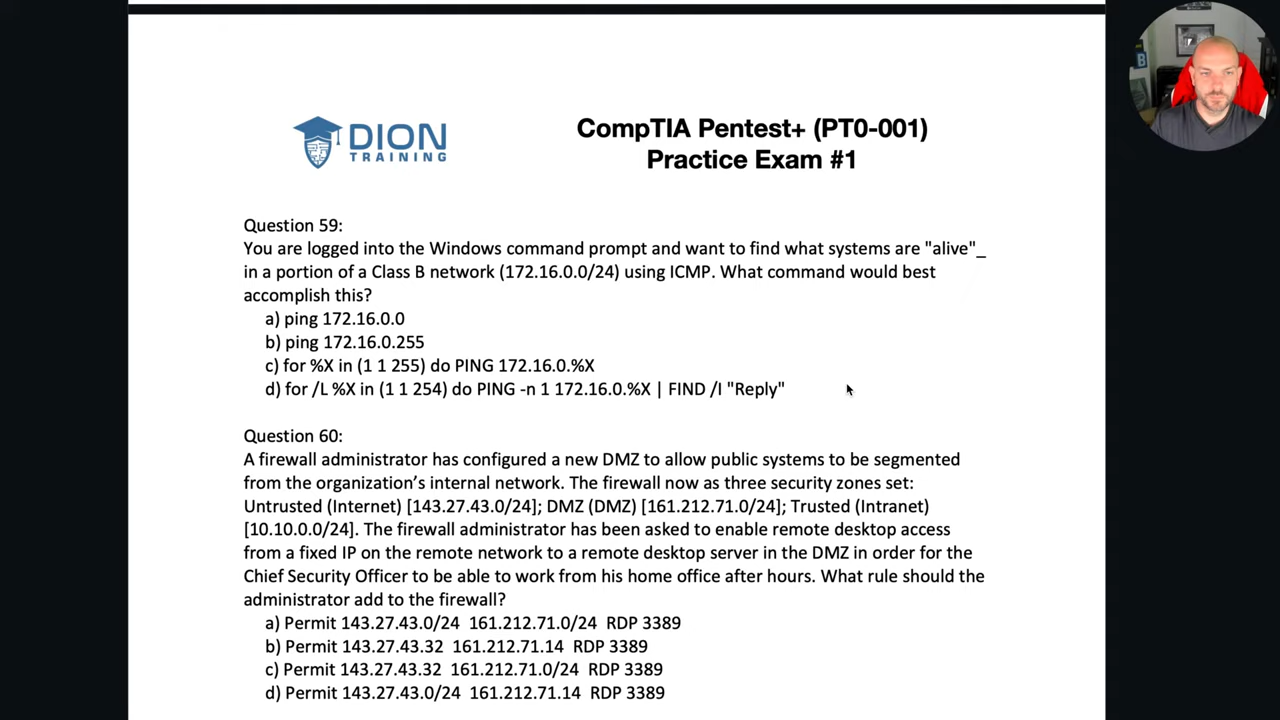 DION
TRAINING
CompTIA Pentest+ (PT0-001)
Practice Exam #1
Question 59:
You are logged into the Windows command prompt and want to find what systems are "alive"_
in a portion of a Class B network (172.16.0.0/24) using ICMP. What command would best
accomplish this?
a) ping 172.16.0.0
b) ping 172.16.0.255
c) for %X in (1 1 255) do PING 172.16.0.%X
d) for /L %X in (1 1 254) do PING -n 1 172.16.0.%X | FIND /I "Reply"
Question 60:
A firewall administrator has configured a new DMZ to allow public systems to be segmented
from the organization’s internal network. The firewall now as three security zones set:
Untrusted (Internet) [143.27.43.0/24]; DMZ (DMZ) [161.212.71.0/24]; Trusted (Intranet)
[10.10.0.0/24]. The firewall administrator has been asked to enable remote desktop access
from a fixed IP on the remote network to a remote desktop server in the DMZ in order for the
Chief Security Officer to be able to work from his home office after hours. What rule should the
administrator add to the firewall?
a) Permit 143.27.43.0/24 161.212.71.0/24 RDP 3389
b) Permit 143.27.43.32 161.212.71.14 RDP 3389
c) Permit 143.27.43.32 161.212.71.0/24 RDP 3389
d) Permit 143.27.43.0/24 161.212.71.14 RDP 3389